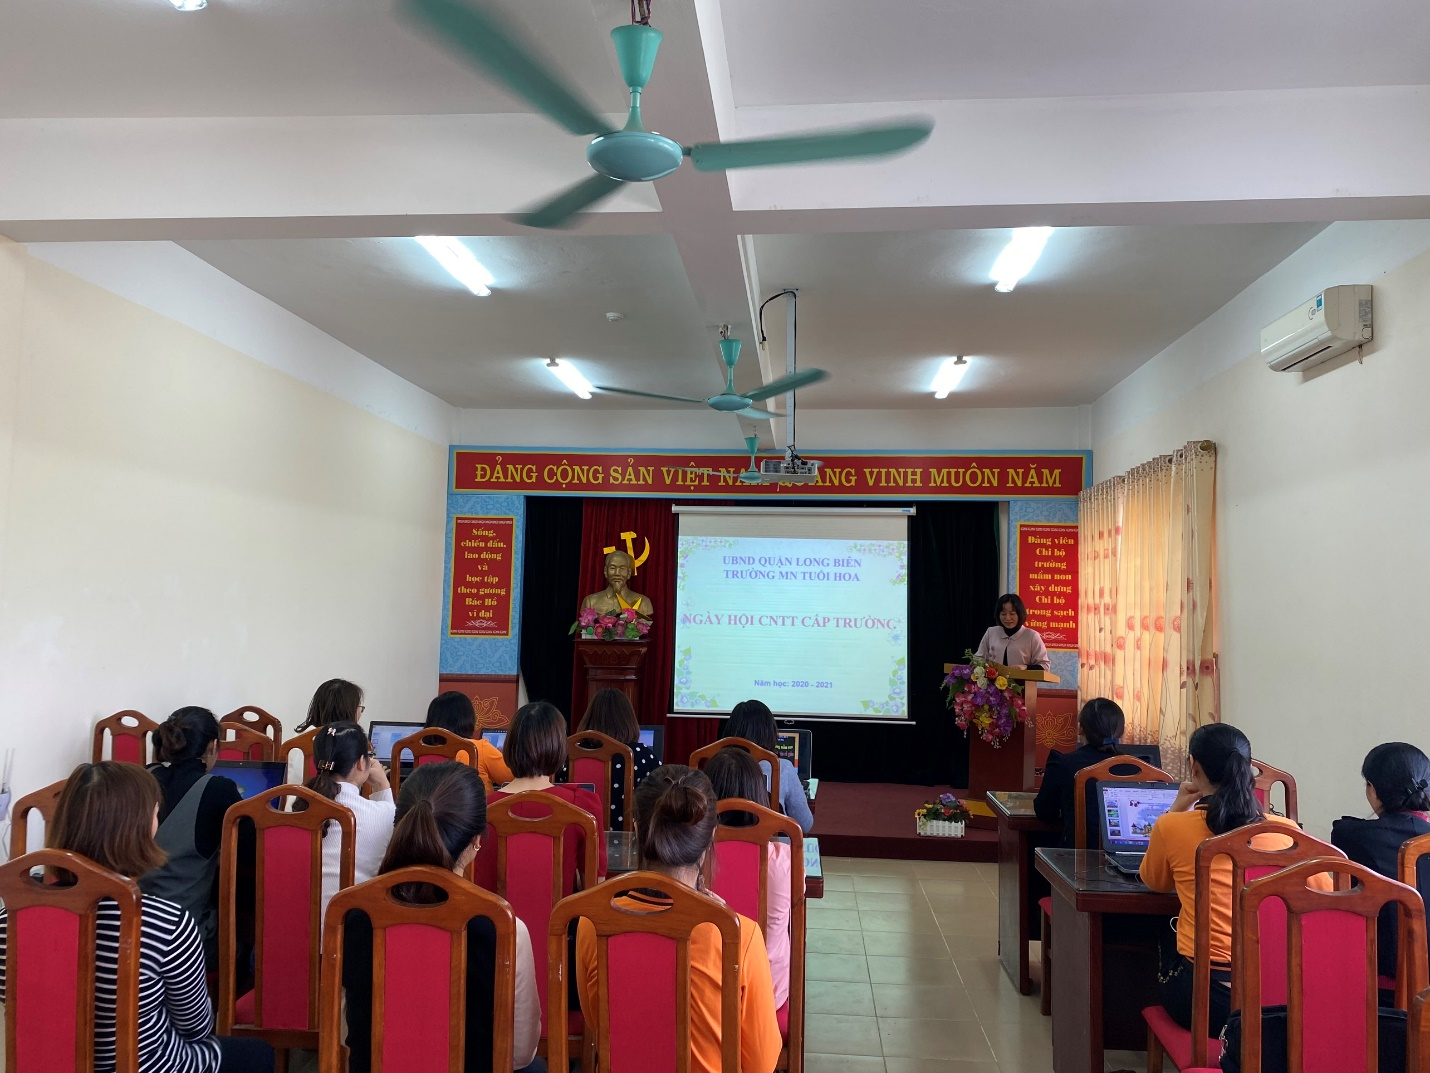 ĐẢNG CỘNG SẢN VIỆT NAM QUANG VINH MUÔN NĂM
Sống,
chiến đấu,
lao động
và
học tập
theo gương
Bác Hồ
vĩ đại
UBND QUẬN LONG BIÊN
TRƯỜNG MN TUỔI HOA
NGÀY HỘI CNTT CẤP TRƯỜNG
Năm học: 2020 - 2021
Đảng viên
Chi bộ
trường
mầm non
xây dựng
Chi bộ
trong sạch
vững mạnh